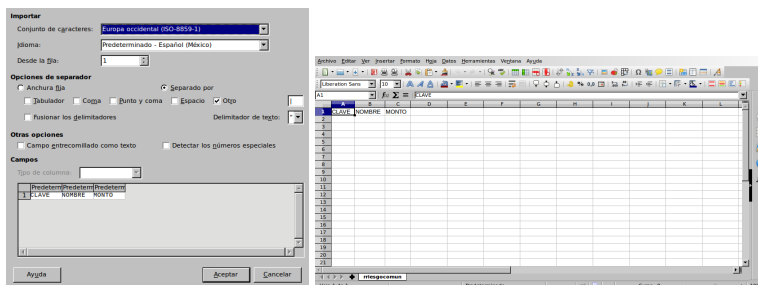 Importar
Conjunto de caracteres: Europa occidental (ISO-8859-1)
Idioma: Predeterminado - Español (México)
Desde la fila: 1
Opciones de separador
Anchura fija Separado por
Tabulador Coma Punto y coma Espacio Otro |
Fusionar los delimitadores Delimitador de texto: "
Otras opciones
Campo entrecomillado como texto Detectar los números especiales
Campos
Tipo de columna:
Predeterm Predeterm Predeterm
1 CLAVE NOMBRE MONTO
Ayuda Aceptar Cancelar
Archivo Editar Ver Insertar Formato Hoja Datos Herramientas Ventana Ayuda
Liberation Sans 10
A1 CLAVE
A B C D E F G H I J K L
1 CLAVE NOMBRE MONTO
2
3
4
5
6
7
8
9
10
11
12
13
14
15
16
17
18
19
20
21
rriesgocomun